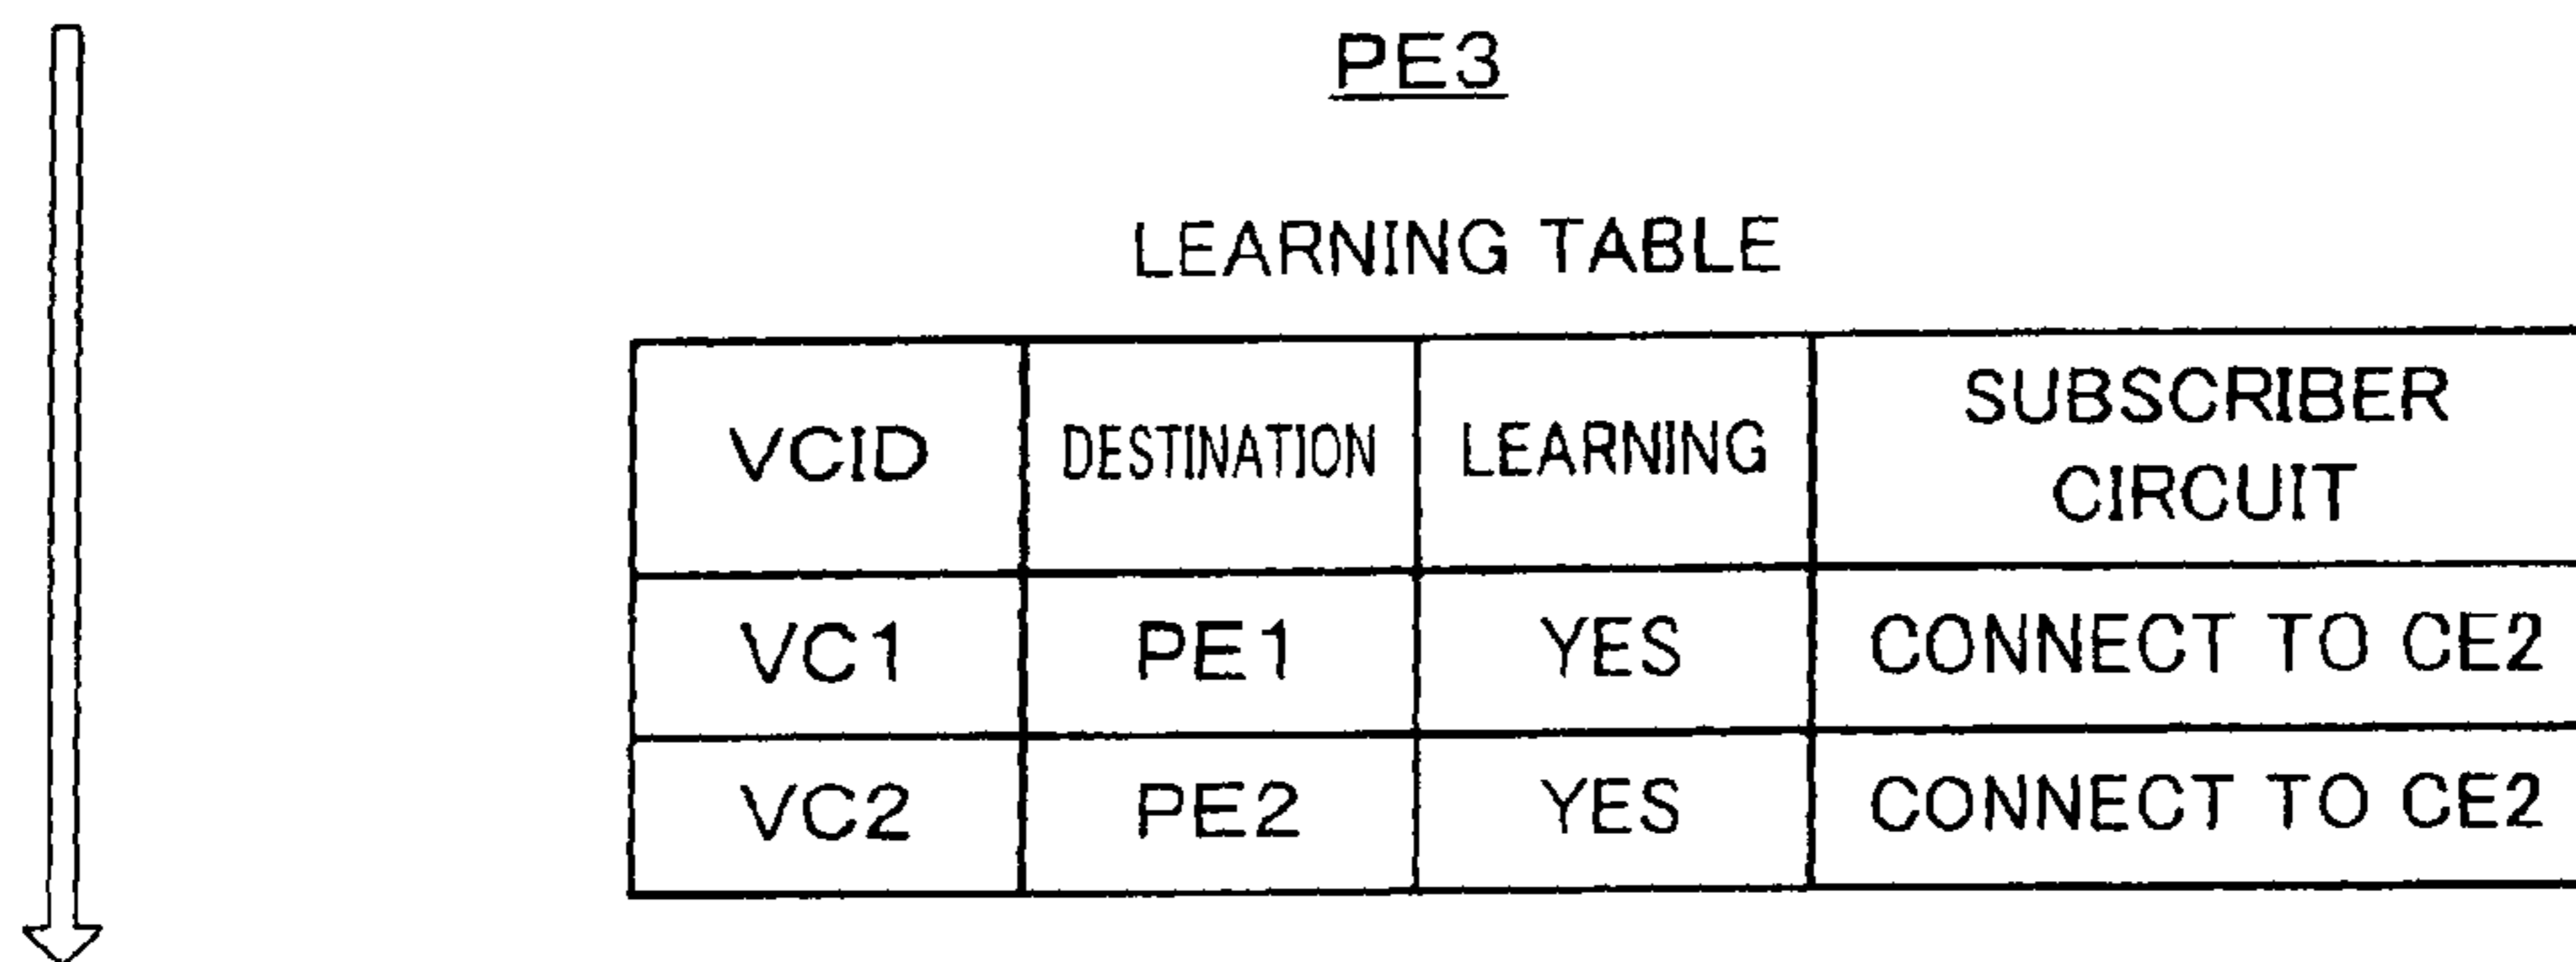 PE3
LEARNING TABLE
VCID DESTINATION LEARNING SUBSCRIBER
CIRCUIT
VC1 PE1 YES CONNECT TO CE2
VC2 PE2 YES CONNECT TO CE2